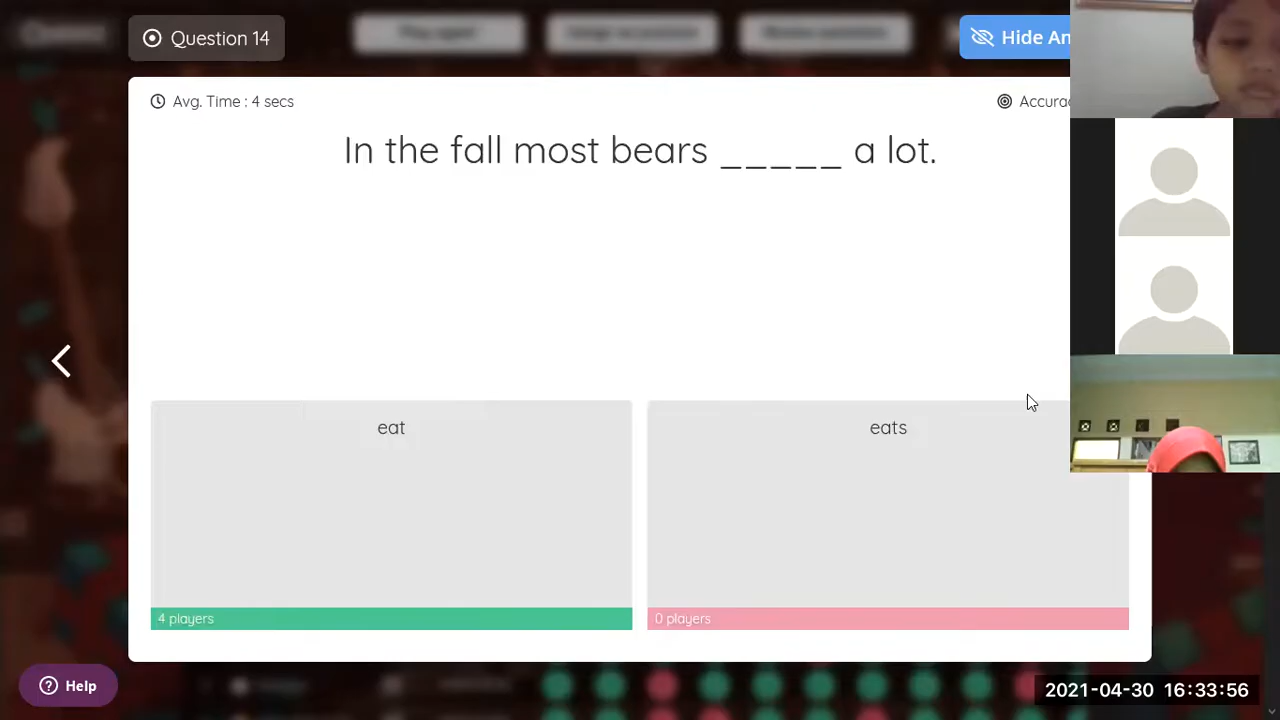 Question 14
Hide An
Avg. Time : 4 secs
Accurac
In the fall most bears _____ a lot.
eat
eats
4 players
0 players
Help
2021-04-30 16:33:56